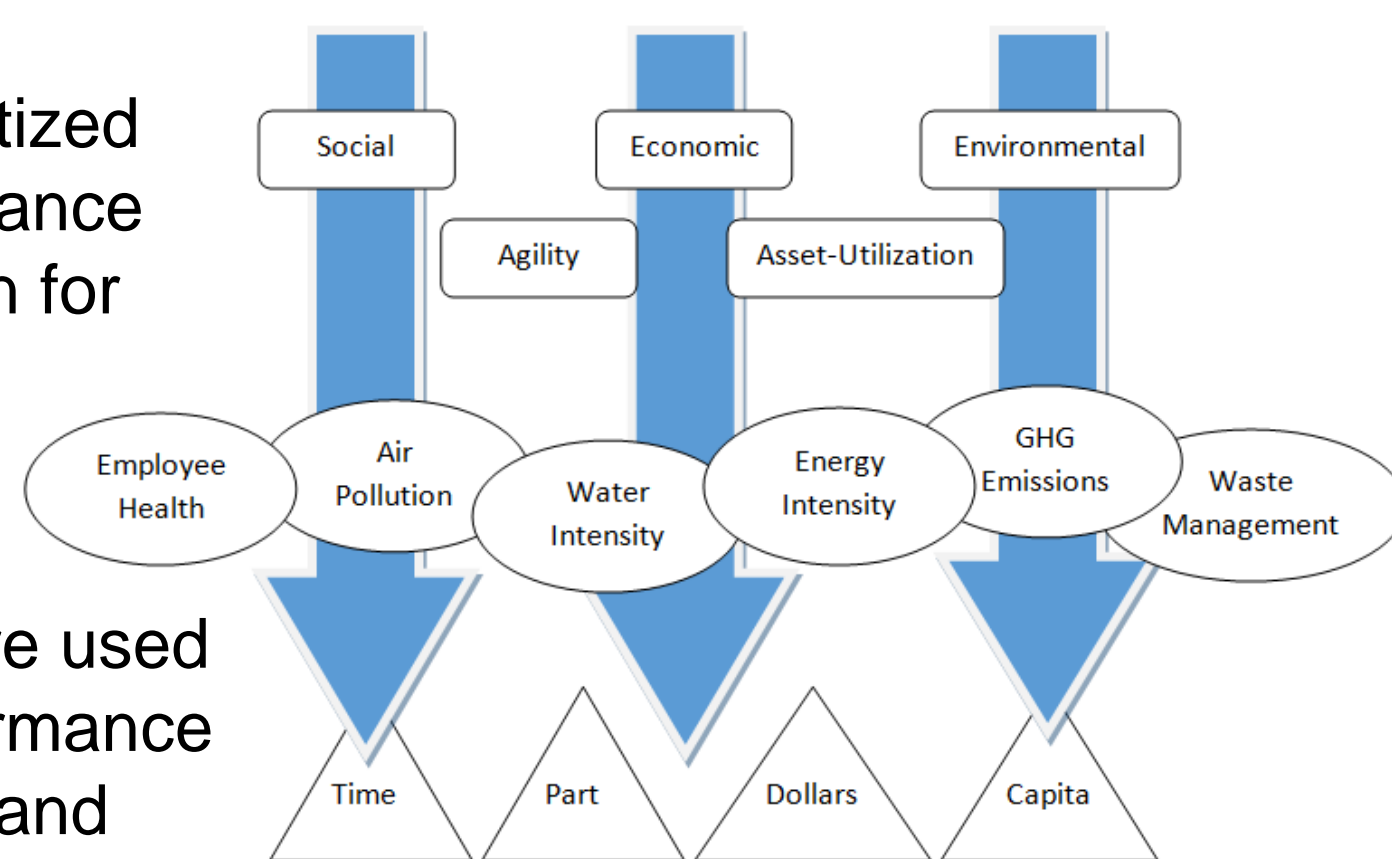 tized
ance
n for
e used
rmance
and
Social
Economic
Environmental
Agility
Asset-Utilization
Employee
Health
Air
Pollution
Water
Intensity
Energy
Intensity
GHG
Emissions
Waste
Management
Time
Part
Dollars
Capita